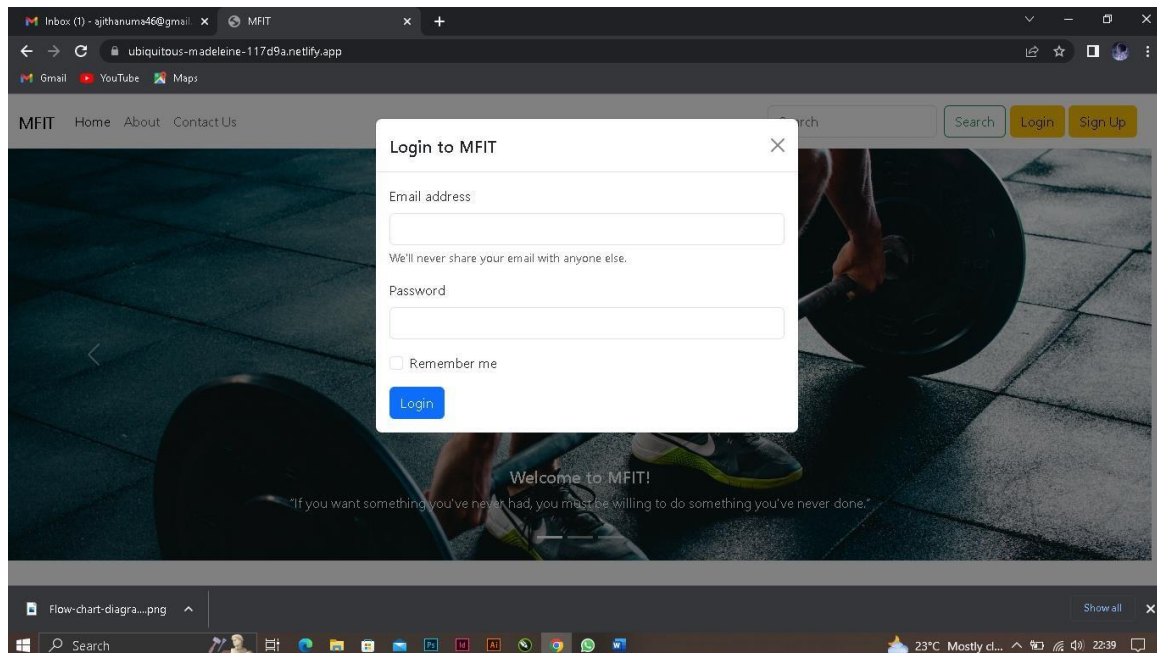 Inbox (1) - ajithanuma46@gmail. MFIT
ubiquitous-madeleine-117d9a.netlify.app
Gmail YouTube Maps
MFIT Home About Contact Us Search Login Sign Up
Login to MFIT
Email address
We'll never share your email with anyone else.
Password
Remember me
Login
Welcome to MFIT!
"If you want something you've never had, you must be willing to do something you've never done."
Flow-chart-diagra....png Show all
Search Ps Id Ai 23°C Mostly cl... 22:39